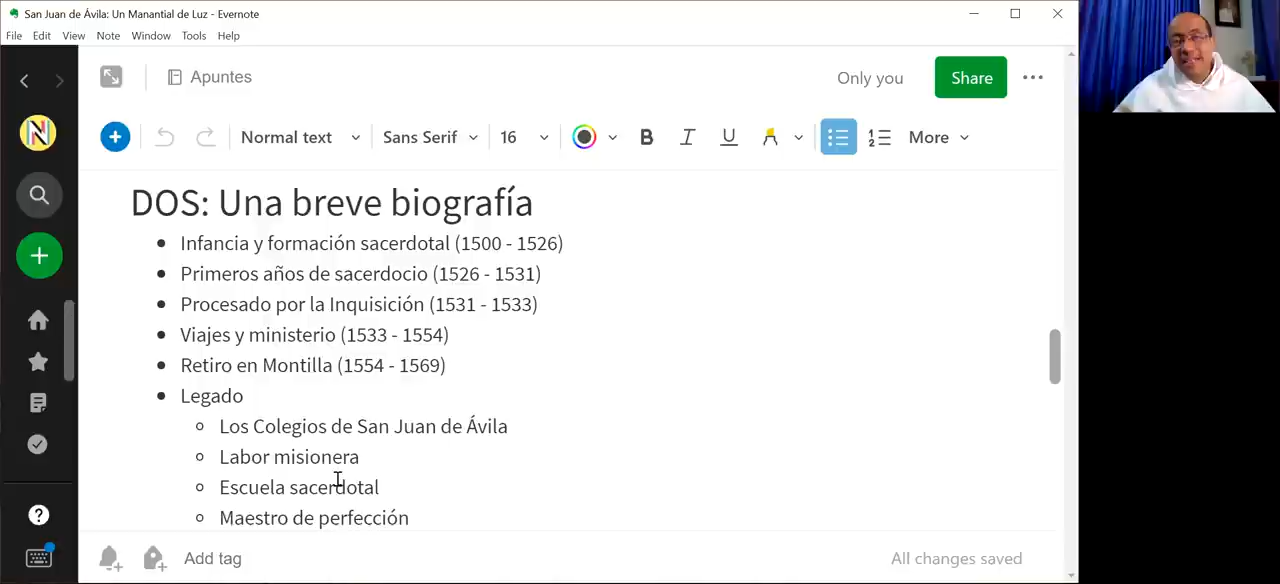 San Juan de Ávila: Un Manantial de Luz - Evernote
File Edit View Note Window Tools Help
Apuntes
Only you
Share
Normal text
Sans Serif
16
B I U
More
DOS: Una breve biografía
Infancia y formación sacerdotal (1500 - 1526)
Primeros años de sacerdocio (1526 - 1531)
Procesado por la Inquisición (1531 - 1533)
Viajes y ministerio (1533 - 1554)
Retiro en Montilla (1554 - 1569)
Legado
Los Colegios de San Juan de Ávila
Labor misionera
Escuela sacerdotal
Maestro de perfección
Add tag
All changes saved